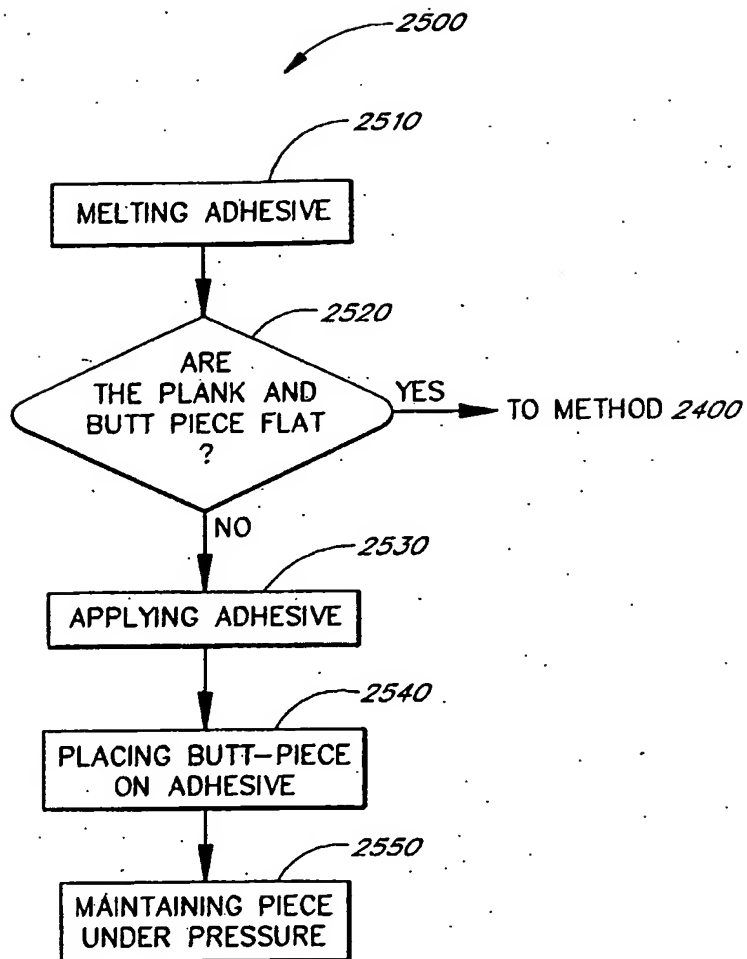 2500
2510
MELTING ADHESIVE
2520
ARE
THE PLANK AND
BUTT PIECE FLAT
?
YES
TO METHOD 2400
NO
2530
APPLYING ADHESIVE
2540
PLACING BUTT-PIECE
ON ADHESIVE
2550
MAINTAINING PIECE
UNDER PRESSURE